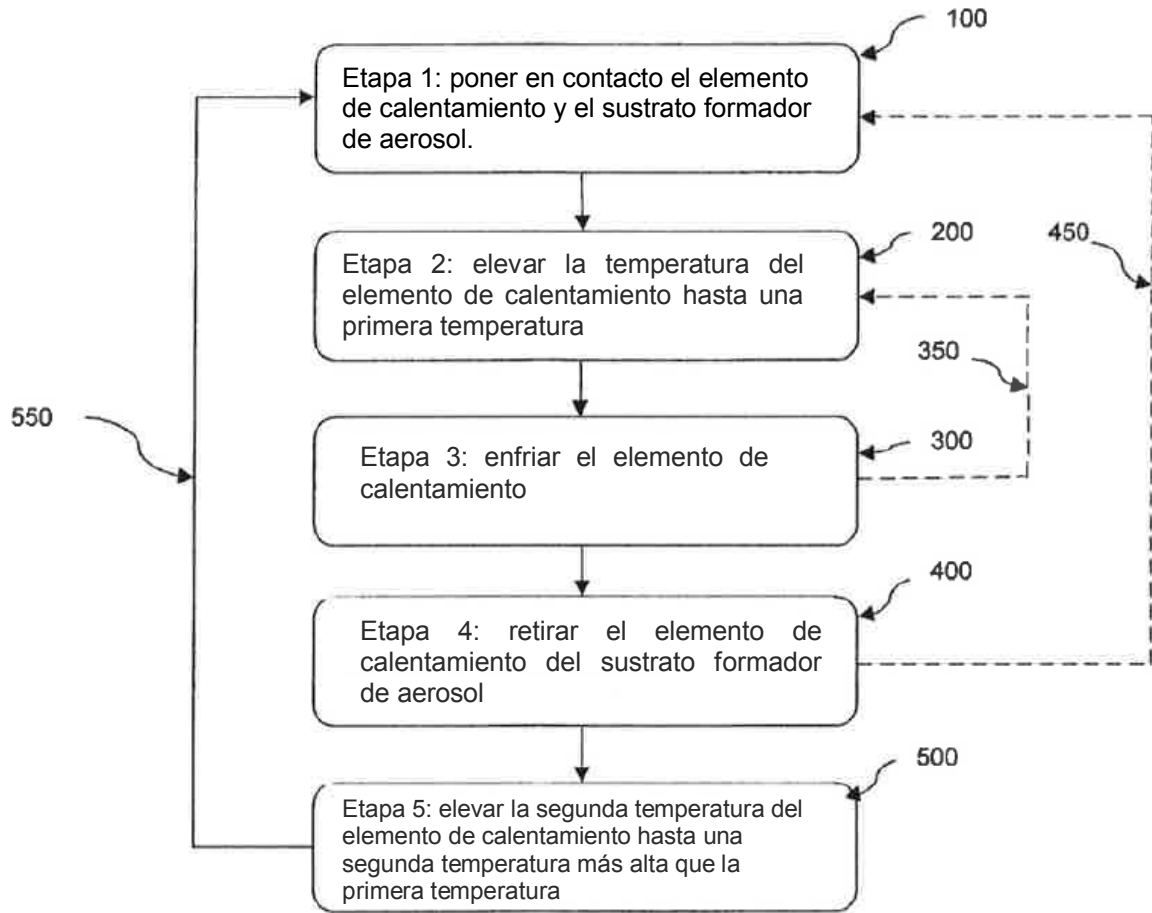 100
Etapa 1: poner en contacto el elemento
de calentamiento y el sustrato formador
de aerosol.
200
450
Etapa 2: elevar la temperatura del
elemento de calentamiento hasta una
primera temperatura
350
550
300
Etapa 3: enfriar el elemento de
calentamiento
400
Etapa 4: retirar el elemento de
calentamiento del sustrato formador
de aerosol
500
Etapa 5: elevar la segunda temperatura del
elemento de calentamiento hasta una
segunda temperatura más alta que la
primera temperatura